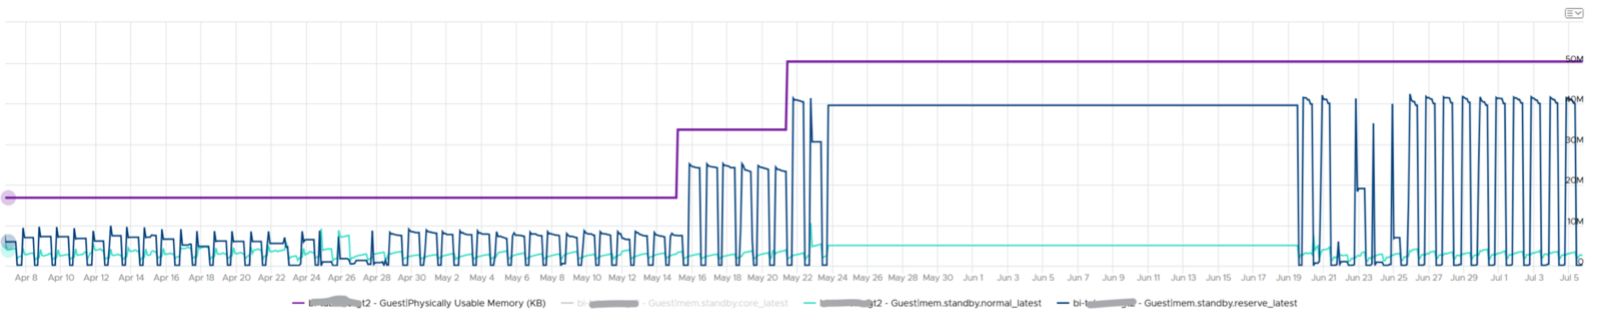 50M
40M
30M
20M
10M
0
Apr 8 Apr 10 Apr 12 Apr 14 Apr 16 Apr 18 Apr 20 Apr 22 Apr 24 Apr 26 Apr 28 Apr 30 May 2 May 4 May 6 May 8 May 10 May 12 May 14 May 16 May 18 May 20 May 22 May 24 May 26 May 28 May 30 Jun 1 Jun 3 Jun 5 Jun 7 Jun 9 Jun 11 Jun 13 Jun 15 Jun 17 Jun 19 Jun 21 Jun 23 Jun 25 Jun 27 Jun 29 Jul 1 Jul 3 Jul 5
gt2 - Guest|Physically Usable Memory (KB) bi- - Guest|mem.standby.core_latest gt2 - Guest|mem.standby.normal_latest bi-t - Guest|mem.standby.reserve_latest